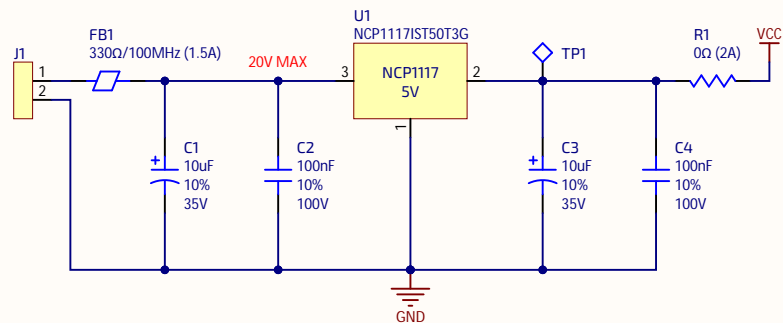 J1
1
2
FB1
330Ω/100MHz (1.5A)
20V MAX
U1
NCP1117IST50T3G
3
NCP1117
5V
2
1
TP1
R1
0Ω (2A)
VCC
+
C1
10uF
10%
35V
C2
100nF
10%
100V
+
C3
10uF
10%
35V
C4
100nF
10%
100V
GND